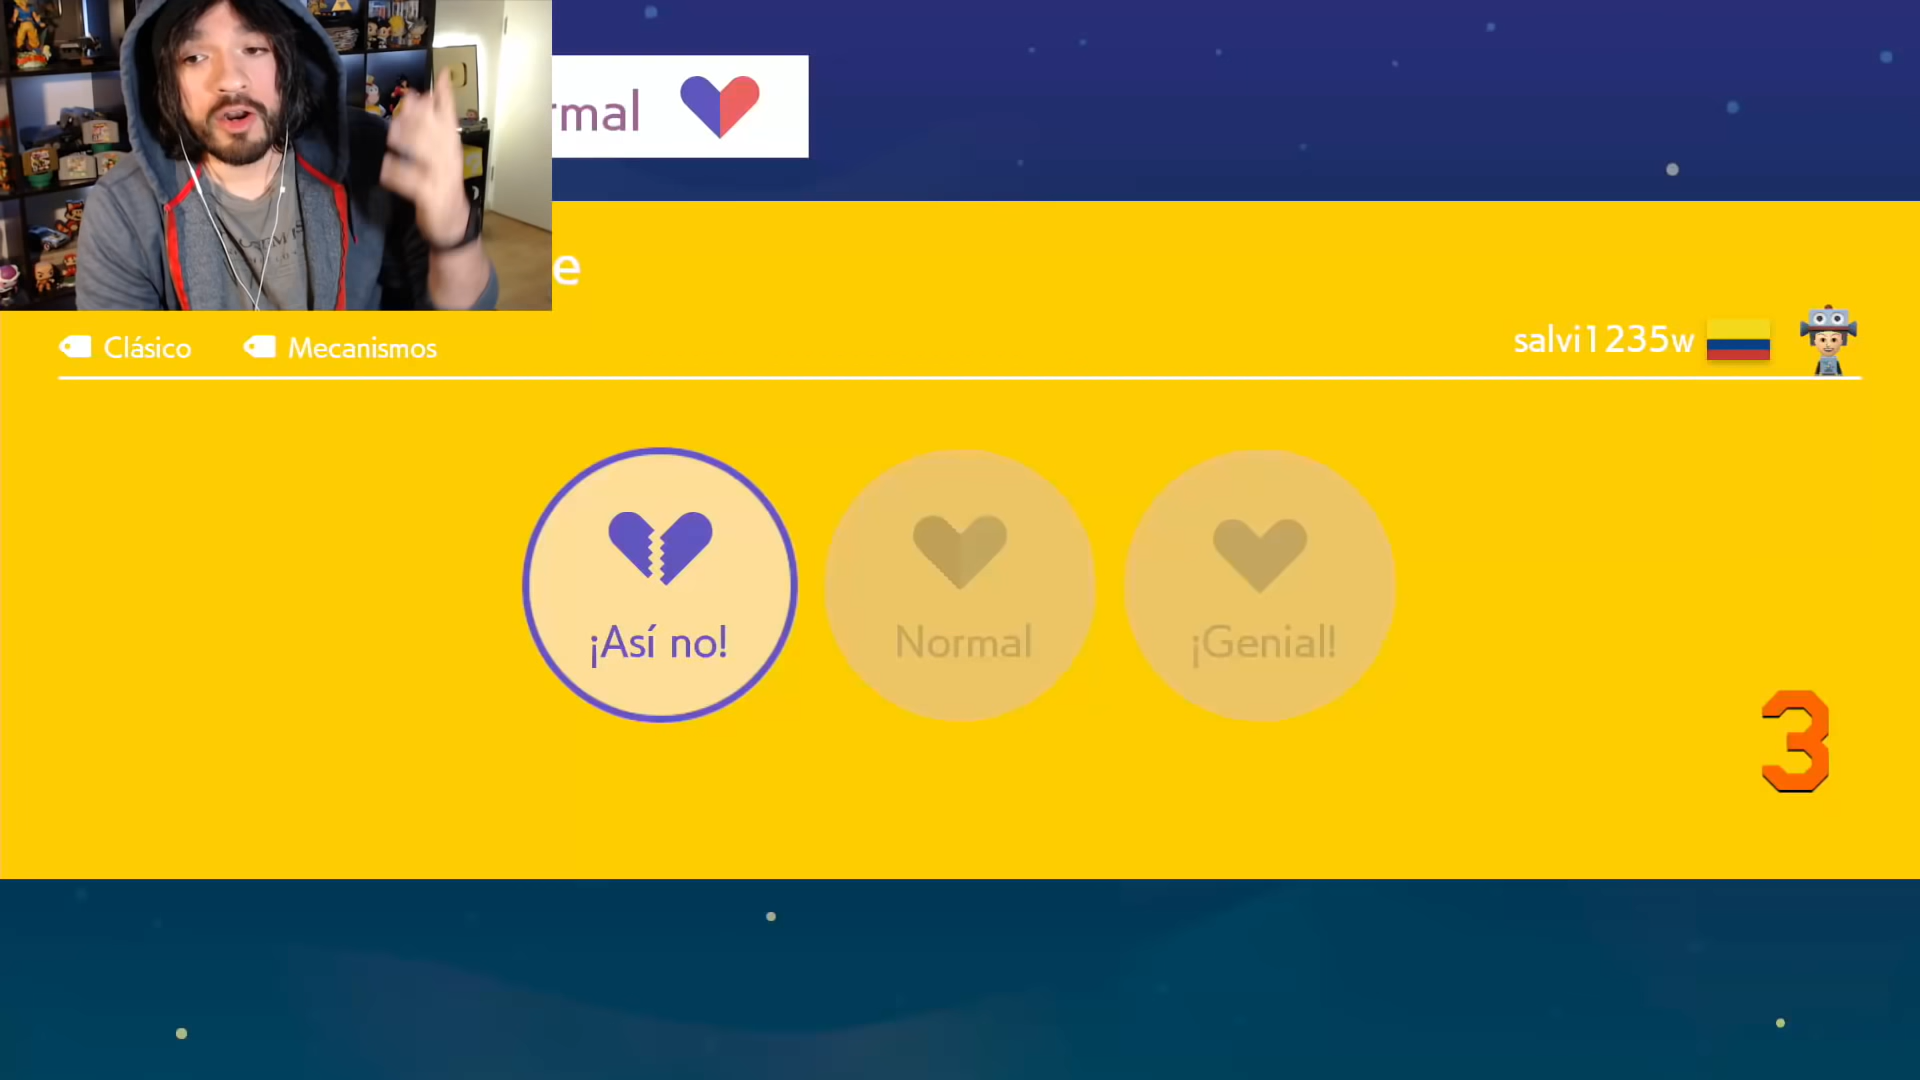 rmal
e
Clásico Mecanismos
salvi1235w
¡Así no! Normal ¡Genial!
3